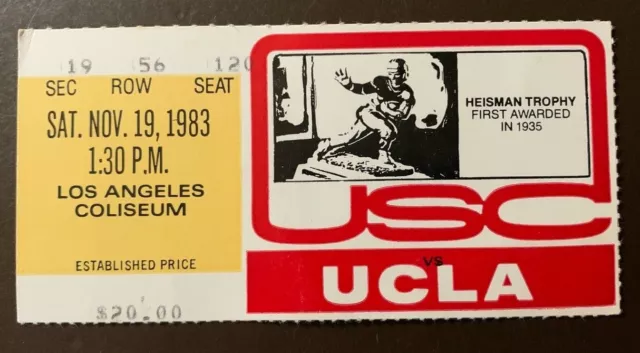 19 56 120
SEC ROW SEAT
SAT. NOV. 19, 1983
1:30 P.M.
LOS ANGELES
COLISEUM
ESTABLISHED PRICE
$20.00
HEISMAN TROPHY
FIRST AWARDED
IN 1935
USC
VS
UCLA